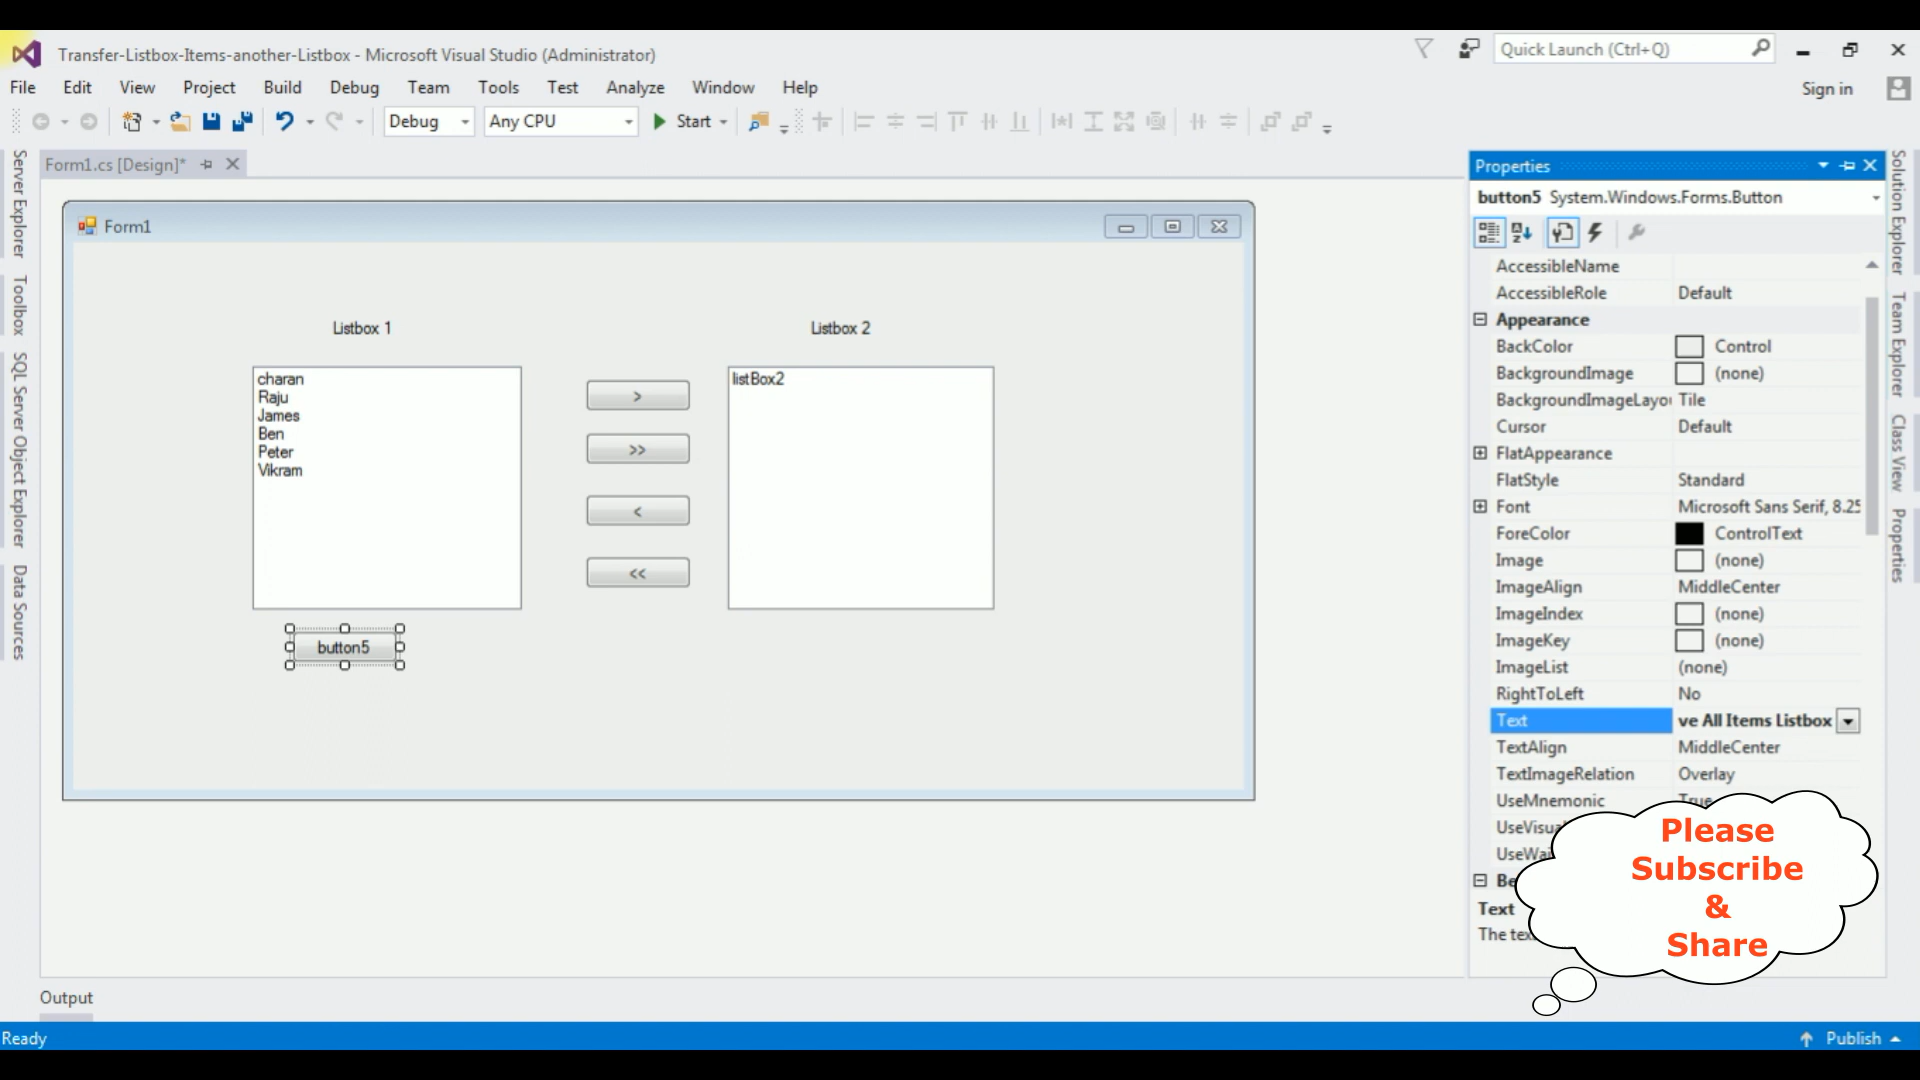 Transfer-Listbox-Items-another-Listbox - Microsoft Visual Studio (Administrator)
Quick Launch (Ctrl+Q)
File Edit View Project Build Debug Team Tools Test Analyze Window Help
Sign in
Debug Any CPU Start
Form1.cs [Design]*
Server Explorer
Toolbox
SQL Server Object Explorer
Data Sources
Form1
Listbox 1
Listbox 2
charan
Raju
James
Ben
Peter
Vikram
>
>>
<
<<
listBox2
button5
Properties
button5 System.Windows.Forms.Button
AccessibleName
AccessibleRole Default
Appearance
BackColor Control
BackgroundImage (none)
BackgroundImageLayou Tile
Cursor Default
FlatAppearance
FlatStyle Standard
Font Microsoft Sans Serif, 8.25
ForeColor ControlText
Image (none)
ImageAlign MiddleCenter
ImageIndex (none)
ImageKey (none)
ImageList (none)
RightToLeft No
Text ve All Items Listbox
TextAlign MiddleCenter
TextImageRelation Overlay
UseMnemonic True
UseVisua
UseWai
Be
Text
The tex
Please
Subscribe
&
Share
Solution Explorer
Team Explorer
Class View
Properties
Output
Ready
Publish